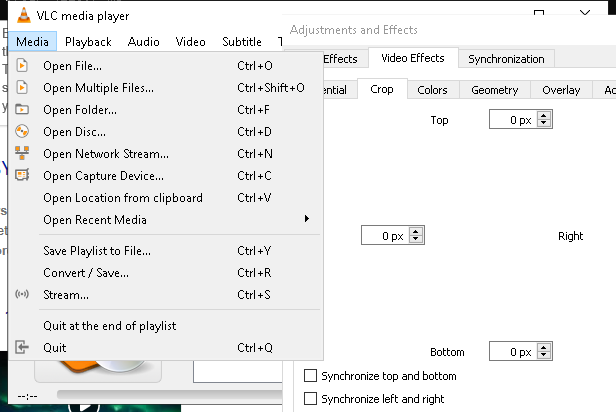 VLC media player
Adjustments and Effects
Media Playback Audio Video Subtitle
Effects Video Effects Synchronization
Crop Colors Geometry Overlay
Open File... Ctrl+O
Open Multiple Files... Ctrl+Shift+O
Open Folder... Ctrl+F
Open Disc... Ctrl+D
Open Network Stream... Ctrl+N
Open Capture Device... Ctrl+C
Open Location from clipboard Ctrl+V
Open Recent Media
Save Playlist to File... Ctrl+Y
Convert / Save... Ctrl+R
Stream... Ctrl+S
Quit at the end of playlist
Quit Ctrl+Q
Top 0 px
0 px Right
Bottom 0 px
Synchronize top and bottom
Synchronize left and right
--:--